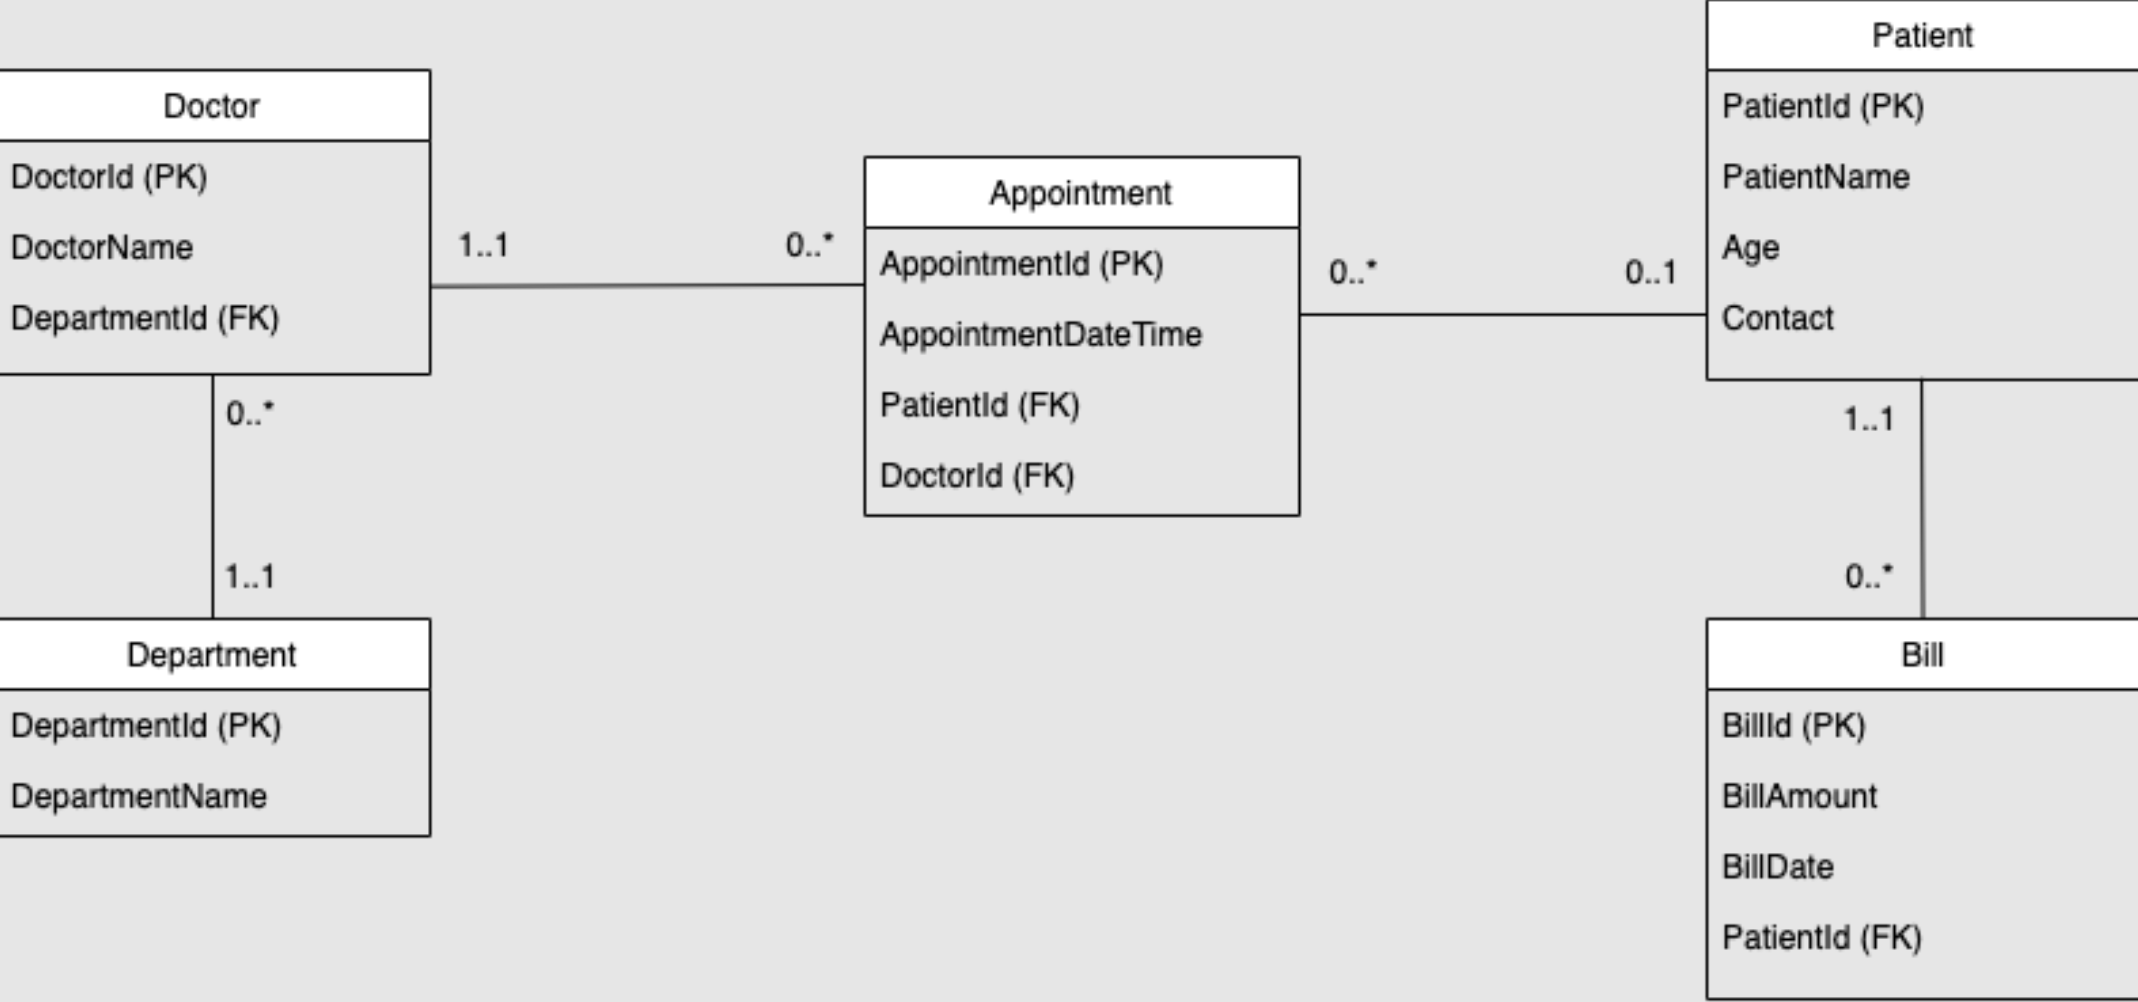 Doctor
DoctorId (PK)
DoctorName
DepartmentId (FK)
1..1
0..*
0..*
1..1
Department
DepartmentId (PK)
DepartmentName
Appointment
AppointmentId (PK)
AppointmentDateTime
PatientId (FK)
DoctorId (FK)
0..*
0..1
Patient
PatientId (PK)
PatientName
Age
Contact
1..1
0..*
Bill
BillId (PK)
BillAmount
BillDate
PatientId (FK)